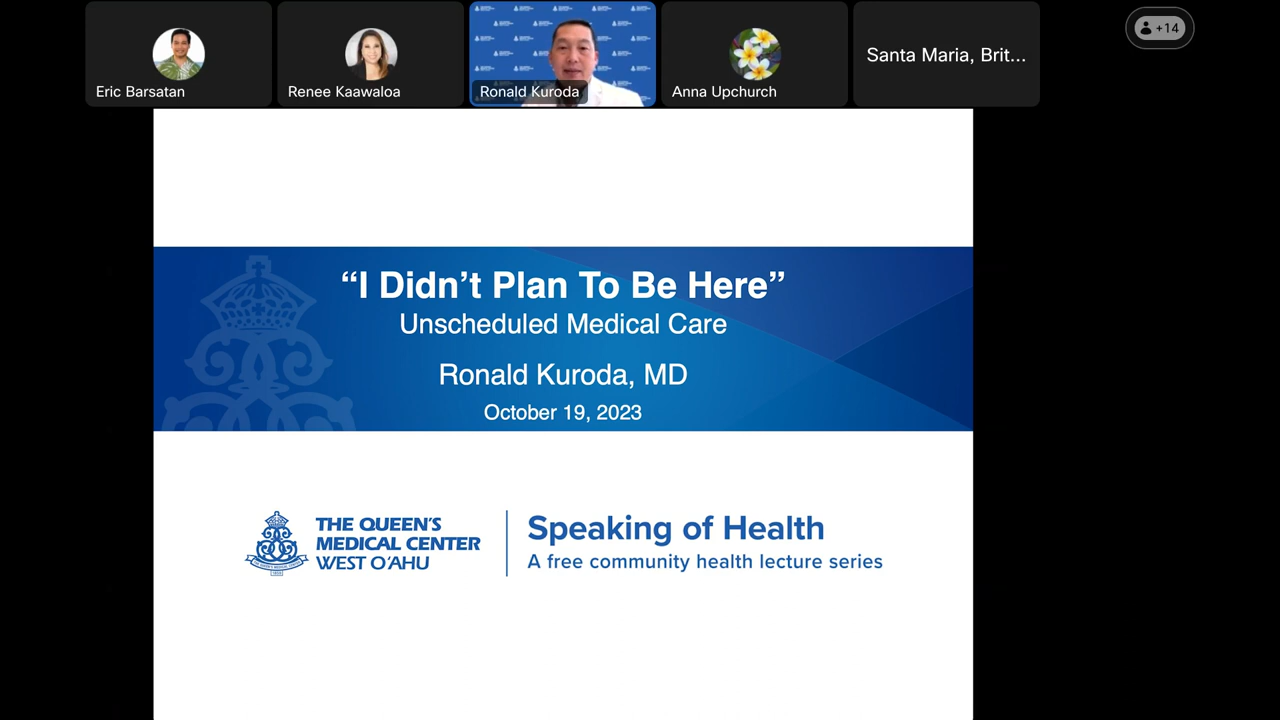 Eric Barsatan
Renee Kaawaloa
Ronald Kuroda
Anna Upchurch
Santa Maria, Brit...
+14
“I Didn’t Plan To Be Here”
Unscheduled Medical Care
Ronald Kuroda, MD
October 19, 2023
THE QUEEN’S
MEDICAL CENTER
WEST O‘AHU
Speaking of Health
A free community health lecture series